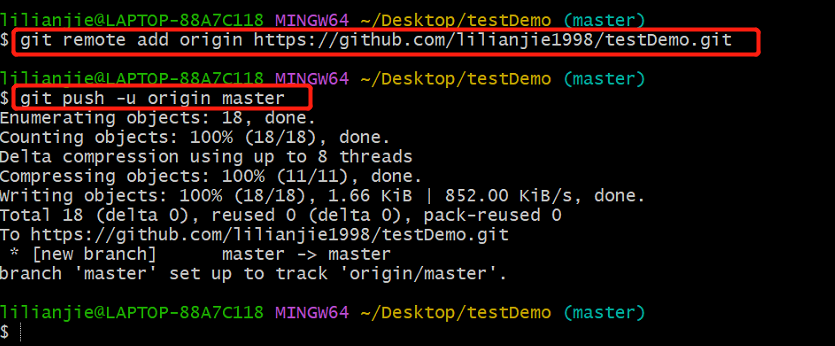 lilianjie@LAPTOP-88A7C118 MINGW64 ~/Desktop/testDemo (master)
$ git remote add origin https://github.com/lilianjie1998/testDemo.git
lilianjie@LAPTOP-88A7C118 MINGW64 ~/Desktop/testDemo (master)
$ git push -u origin master
Enumerating objects: 18, done.
Counting objects: 100% (18/18), done.
Delta compression using up to 8 threads
Compressing objects: 100% (11/11), done.
Writing objects: 100% (18/18), 1.66 KiB | 852.00 KiB/s, done.
Total 18 (delta 0), reused 0 (delta 0), pack-reused 0
To https://github.com/lilianjie1998/testDemo.git
 * [new branch]      master -> master
branch 'master' set up to track 'origin/master'.
lilianjie@LAPTOP-88A7C118 MINGW64 ~/Desktop/testDemo (master)
$